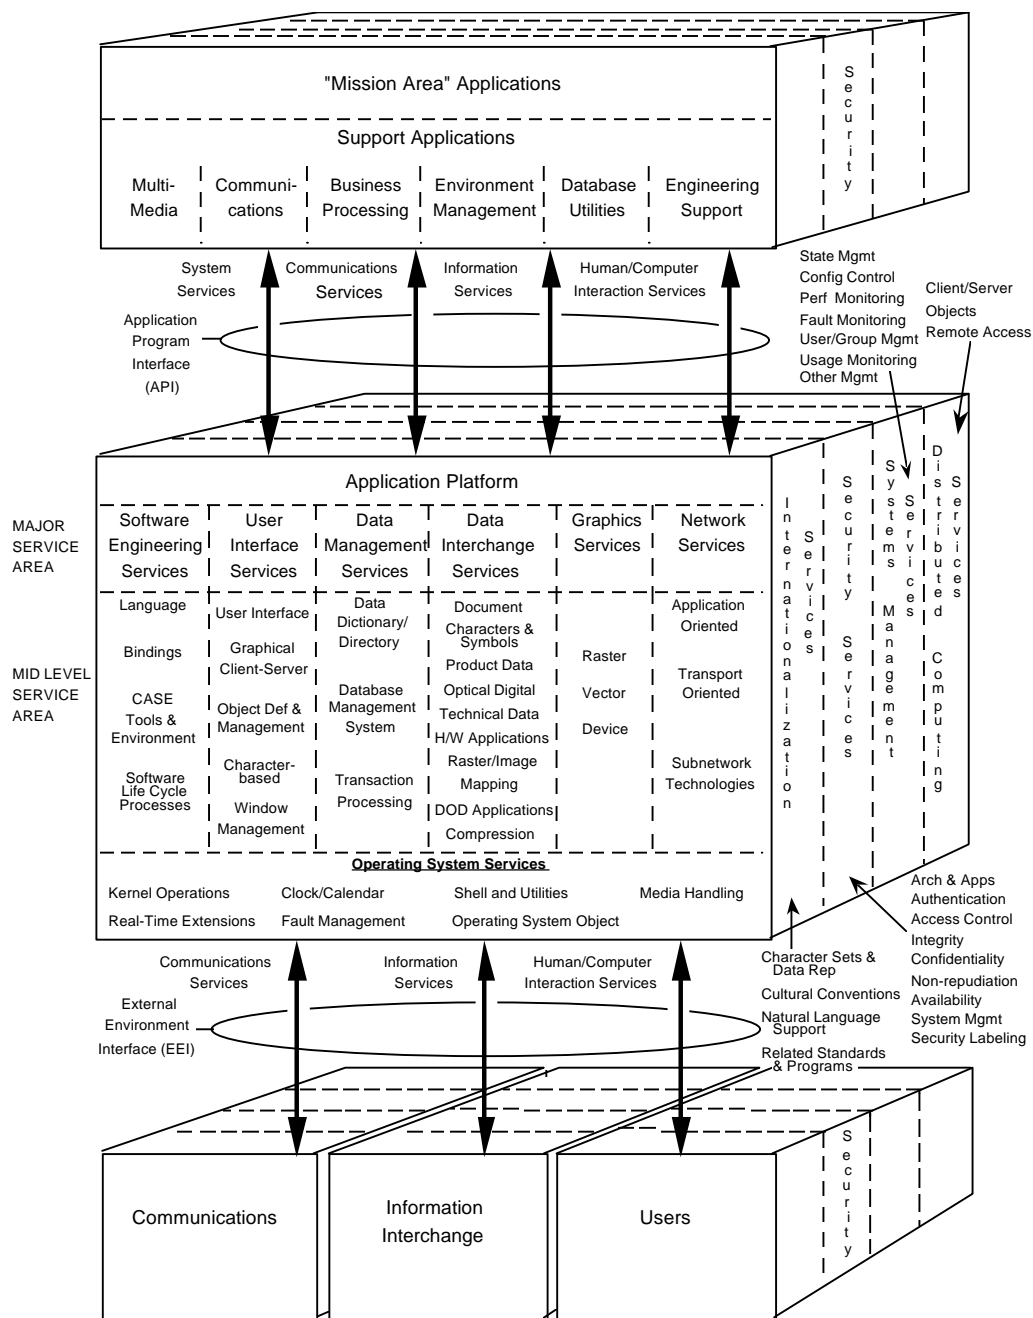 "Mission Area" Applications
Support Applications
Multi-
Media
Communi-
cations
Business
Processing
Environment
Management
Database
Utilities
Engineering
Support
Security
System
Services
Communications
Services
Information
Services
Human/Computer
Interaction Services
Application
Program
Interface
(API)
State Mgmt
Config Control
Perf Monitoring
Fault Monitoring
User/Group Mgmt
Usage Monitoring
Other Mgmt
Client/Server
Objects
Remote Access
Application Platform
MAJOR
SERVICE
AREA
Software
Engineering
Services
User
Interface
Services
Data
Management
Services
Data
Interchange
Services
Graphics
Services
Network
Services
MID LEVEL
SERVICE
AREA
Language
Bindings
CASE
Tools &
Environment
Software
Life Cycle
Processes
User Interface
Graphical
Client-Server
Object Def &
Management
Character-
based
Window
Management
Data
Dictionary/
Directory
Database
Management
System
Transaction
Processing
Document
Characters &
Symbols
Product Data
Optical Digital
Technical Data
H/W Applications
Raster/Image
Mapping
DOD Applications
Compression
Raster
Vector
Device
Application
Oriented
Transport
Oriented
Subnetwork
Technologies
Internationalization
Services
Security Services
Systems Management
Services
Distributed Computing
Services
Operating System Services
Kernel Operations
Clock/Calendar
Shell and Utilities
Media Handling
Real-Time Extensions
Fault Management
Operating System Object
Communications
Services
Information
Services
Human/Computer
Interaction Services
External
Environment
Interface (EEI)
Character Sets &
Data Rep
Cultural Conventions
Natural Language
Support
Related Standards
& Programs
Arch & Apps
Authentication
Access Control
Integrity
Confidentiality
Non-repudiation
Availability
System Mgmt
Security Labeling
Communications
Information
Interchange
Users
Security